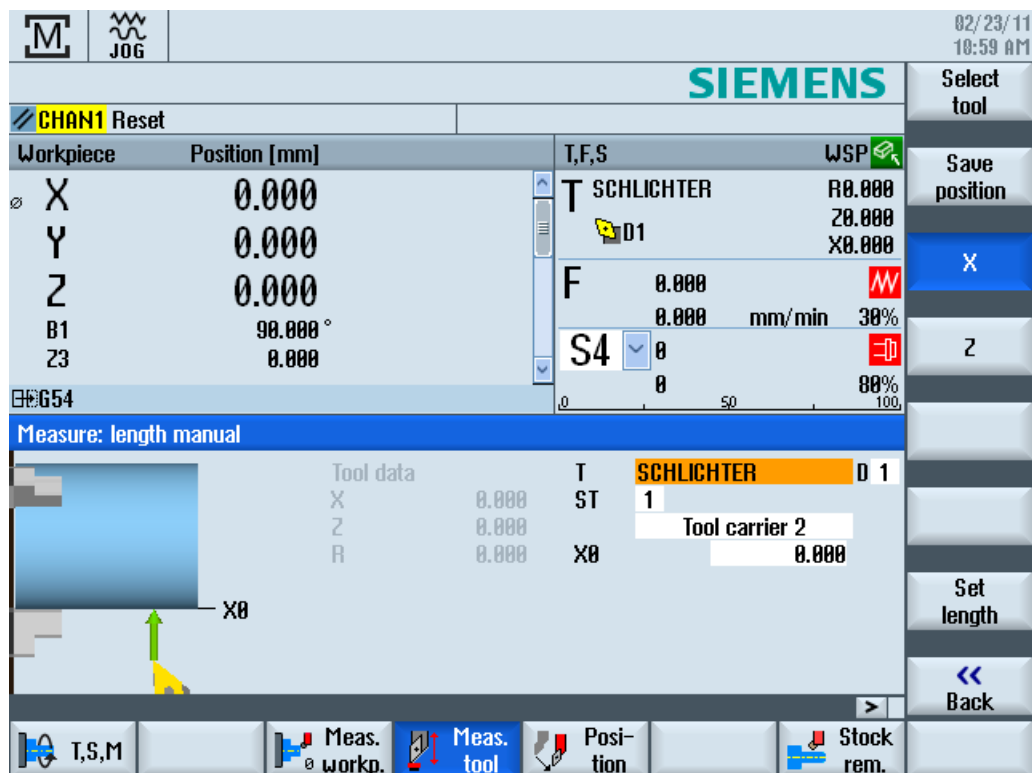 M JOG 02/23/11
10:59 AM
SIEMENS
Select tool
CHAN1 Reset
Workpiece Position [mm]
T,F,S WSP
Save position
ø X 0.000
Y 0.000
Z 0.000
B1 90.000 °
Z3 0.000
G54
T SCHLICHTER R0.000
D1 Z0.000
X0.000
F 0.000
0.000 mm/min 30%
S4 0
0 80%
0 50 100
X
Z
Measure: length manual
Tool data
X 0.000
Z 0.000
R 0.000
T SCHLICHTER D 1
ST 1
Tool carrier 2
X0 0.000
X0
Set length
<< Back
>
T,S,M
Meas. ø workp.
Meas. tool
Posi-
tion
Stock rem.